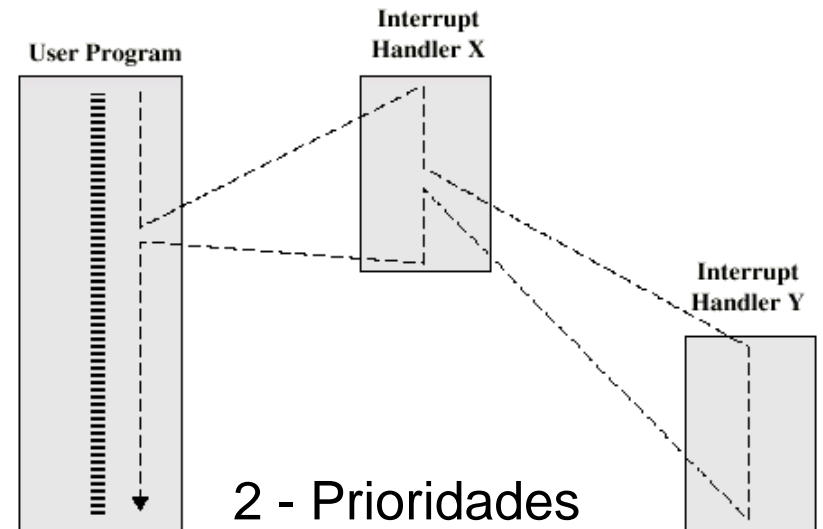 User Program
Interrupt
Handler X
Interrupt
Handler Y
2 - Prioridades